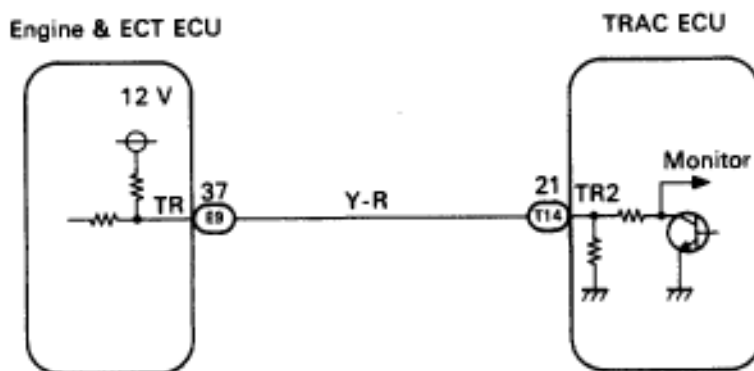 Engine & ECT ECU
TRAC ECU
12 V
Monitor
TR
37
E9
Y-R
21
T14
TR2